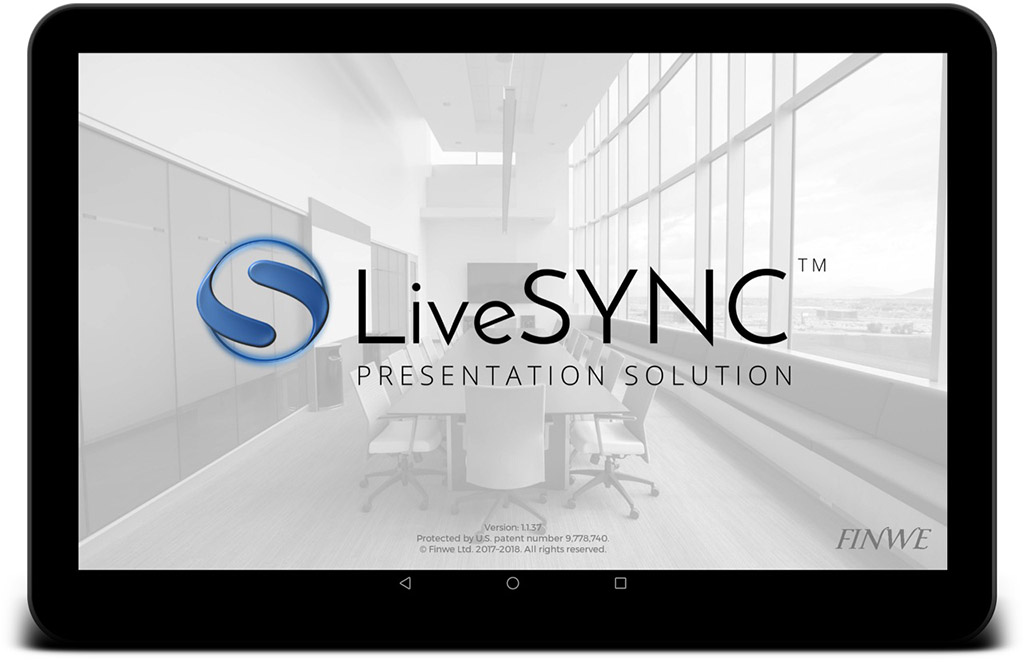 LiveSYNC™
PRESENTATION SOLUTION
Version: 1.1.37
Protected by U.S. patent number 9,778,740.
© Finwe Ltd. 2017-2018. All rights reserved.
FINWE